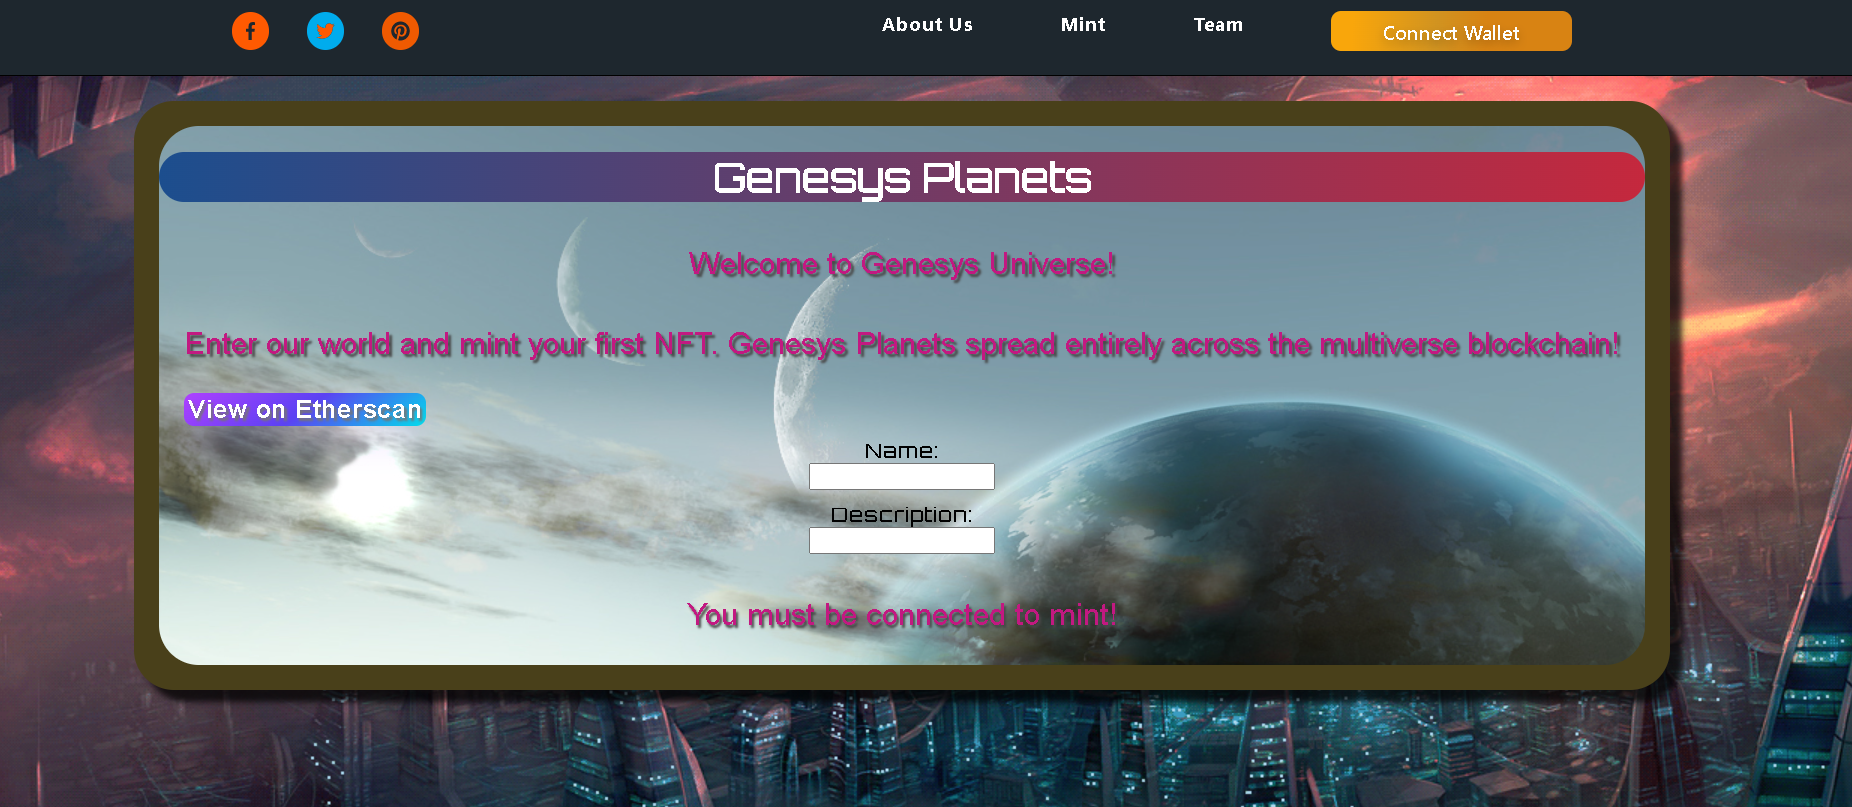 About Us
Mint
Team
Connect Wallet
Genesys Planets
Welcome to Genesys Universe!
Enter our world and mint your first NFT. Genesys Planets spread entirely across the multiverse blockchain!
View on Etherscan
Name:
Description:
You must be connected to mint!